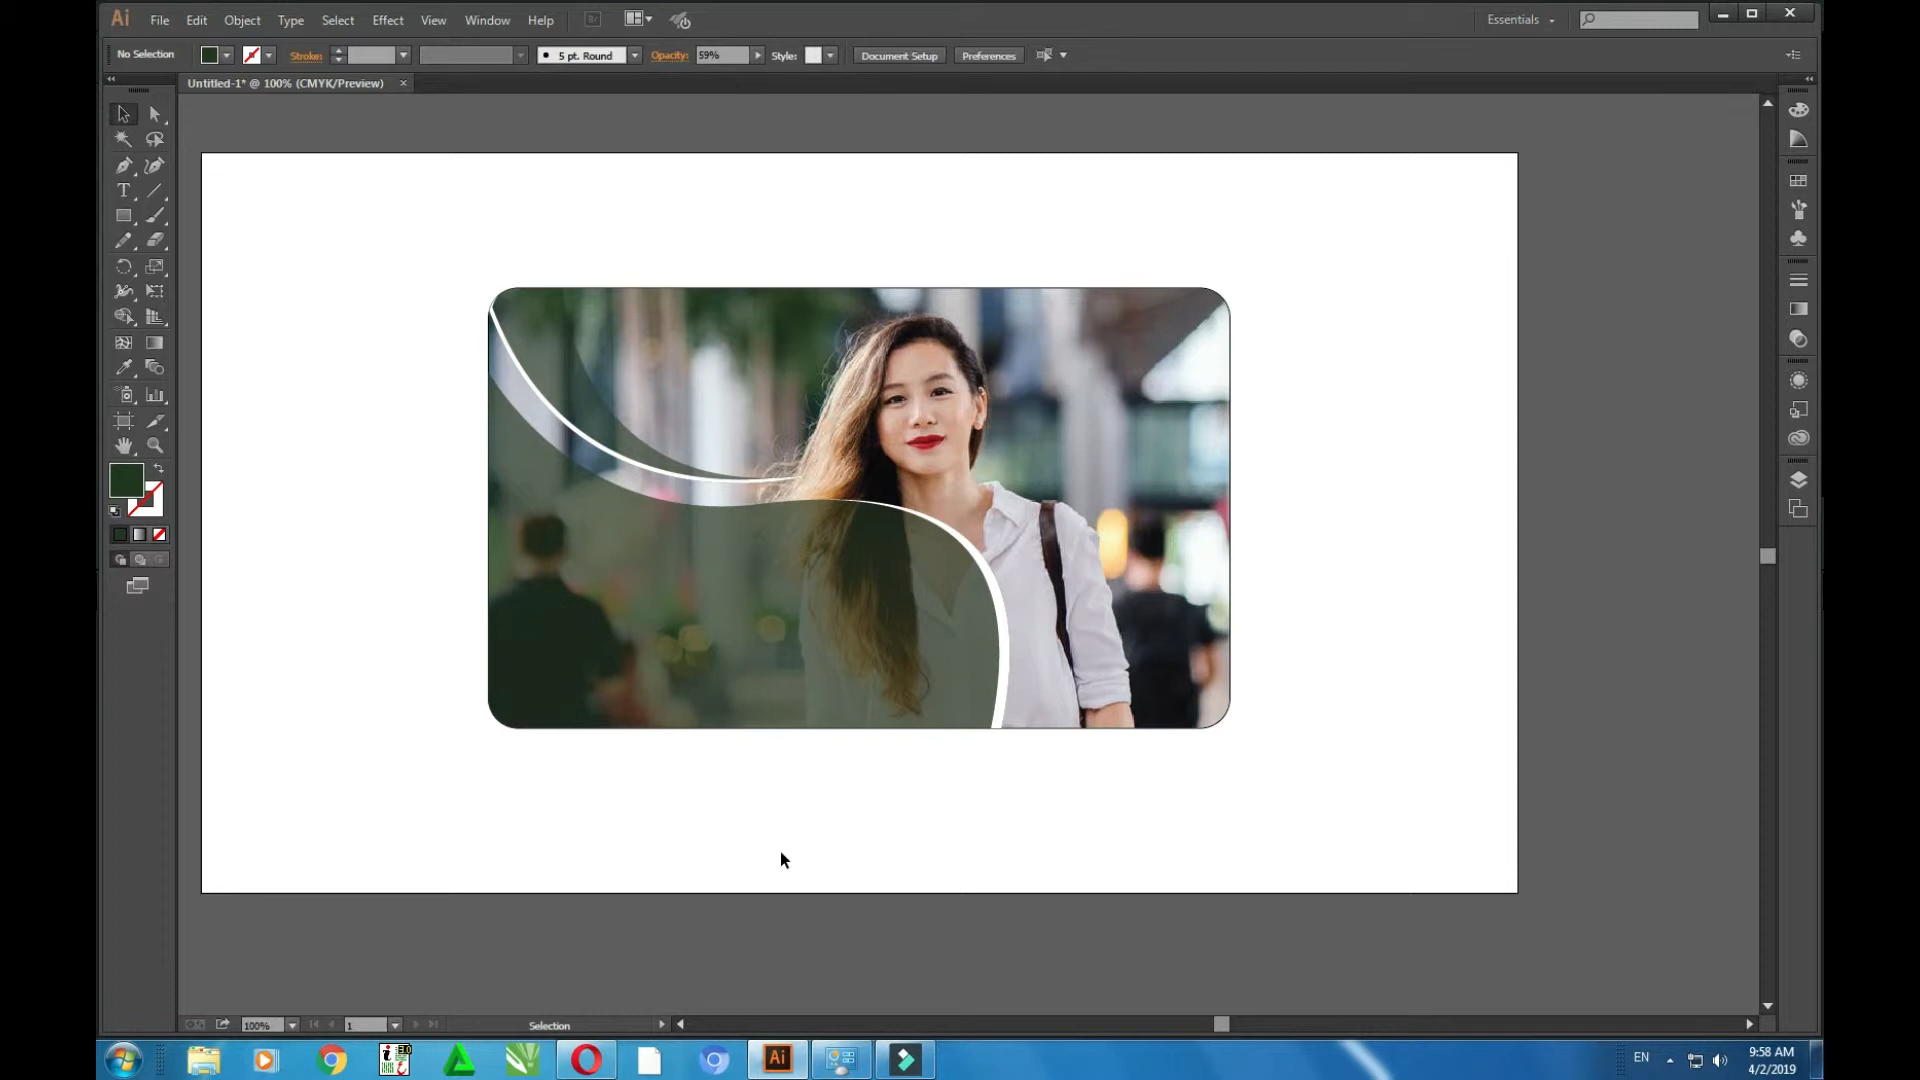 Ai File Edit Object Type Select Effect View Window Help Br Essentials
No Selection Stroke: 5 pt. Round Opacity: 59% Style: Document Setup Preferences
Untitled-1* @ 100% (CMYK/Preview)
T
100% 1 Selection
Ai EN 9:58 AM
4/2/2019